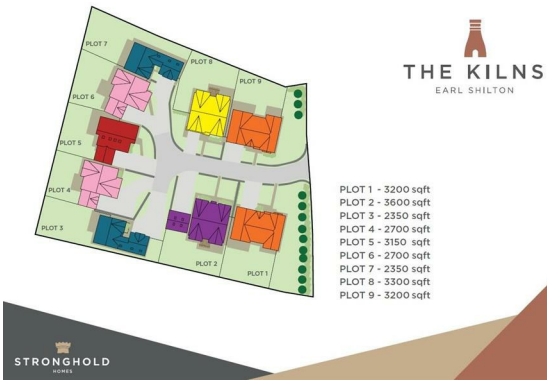 PLOT 7
PLOT 8
PLOT 9
PLOT 6
PLOT 5
PLOT 4
PLOT 3
PLOT 2
PLOT 1
THE KILNS
EARL SHILTON
PLOT 1 - 3200 sqft
PLOT 2 - 3600 sqft
PLOT 3 - 2350 sqft
PLOT 4 - 2700 sqft
PLOT 5 - 3150 sqft
PLOT 6 - 2700 sqft
PLOT 7 - 2350 sqft
PLOT 8 - 3300 sqft
PLOT 9 - 3200 sqft
STRONGHOLD
HOMES